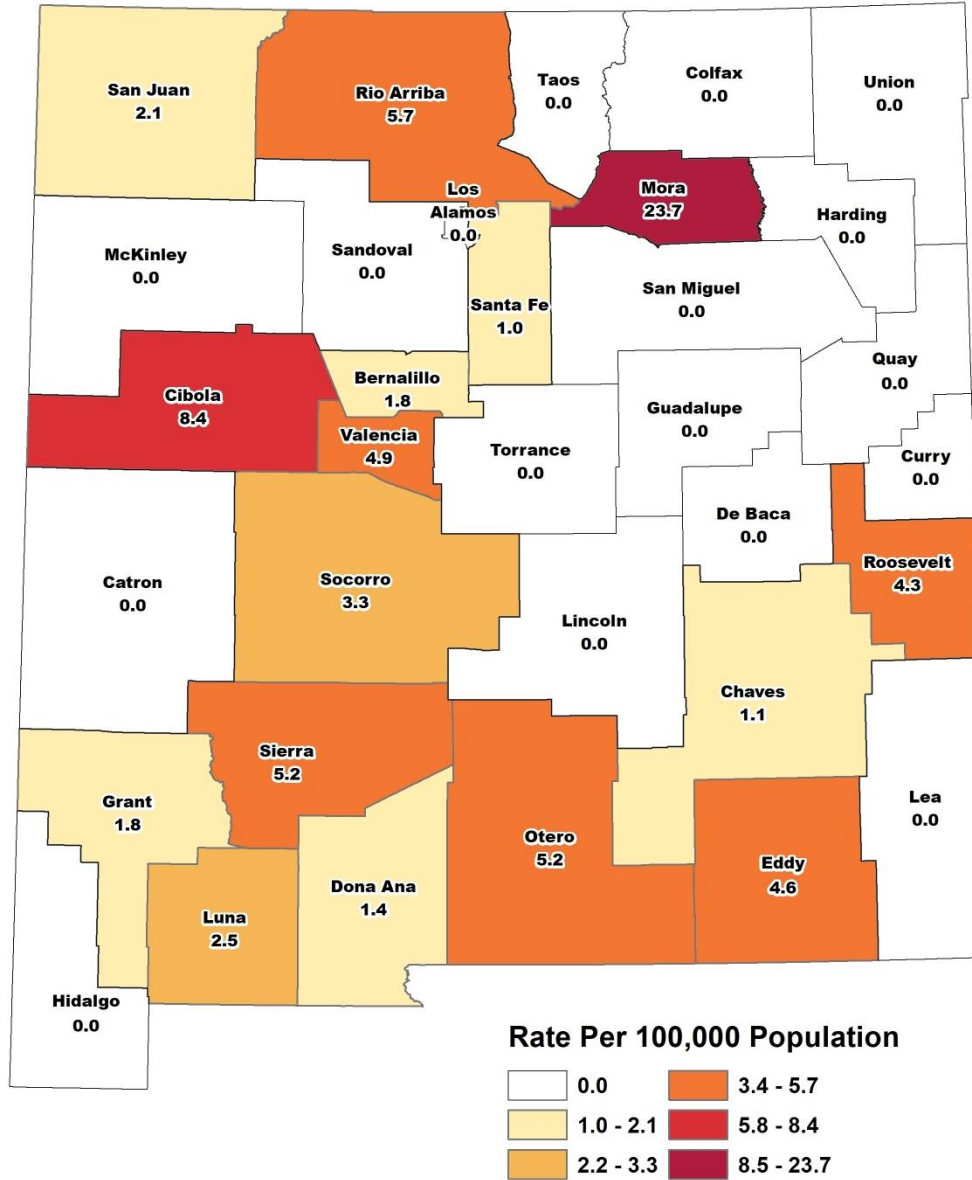 San Juan
2.1
Rio Arriba
5.7
Taos
0.0
Colfax
0.0
Union
0.0
Los
Alamos
0.0
Mora
23.7
Harding
0.0
McKinley
0.0
Sandoval
0.0
Santa Fe
1.0
San Miguel
0.0
Quay
0.0
Cibola
8.4
Bernalillo
1.8
Valencia
4.9
Torrance
0.0
Guadalupe
0.0
Curry
0.0
De Baca
0.0
Roosevelt
4.3
Catron
0.0
Socorro
3.3
Lincoln
0.0
Chaves
1.1
Sierra
5.2
Grant
1.8
Otero
5.2
Lea
0.0
Eddy
4.6
Dona Ana
1.4
Luna
2.5
Hidalgo
0.0
Rate Per 100,000 Population
0.0
1.0 - 2.1
2.2 - 3.3
3.4 - 5.7
5.8 - 8.4
8.5 - 23.7